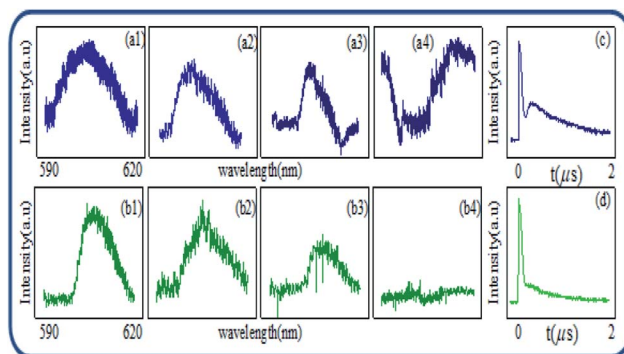 Intensity(a.u)
(a1)
(a2)
(a3)
(a4)
Intensity(a.u)
(c)
590
620
wavelength(nm)
0
t(μs)
2
Intensity(a.u)
(b1)
(b2)
(b3)
(b4)
Intensity(a.u)
(d)
590
620
wavelength(nm)
0
t(μs)
2